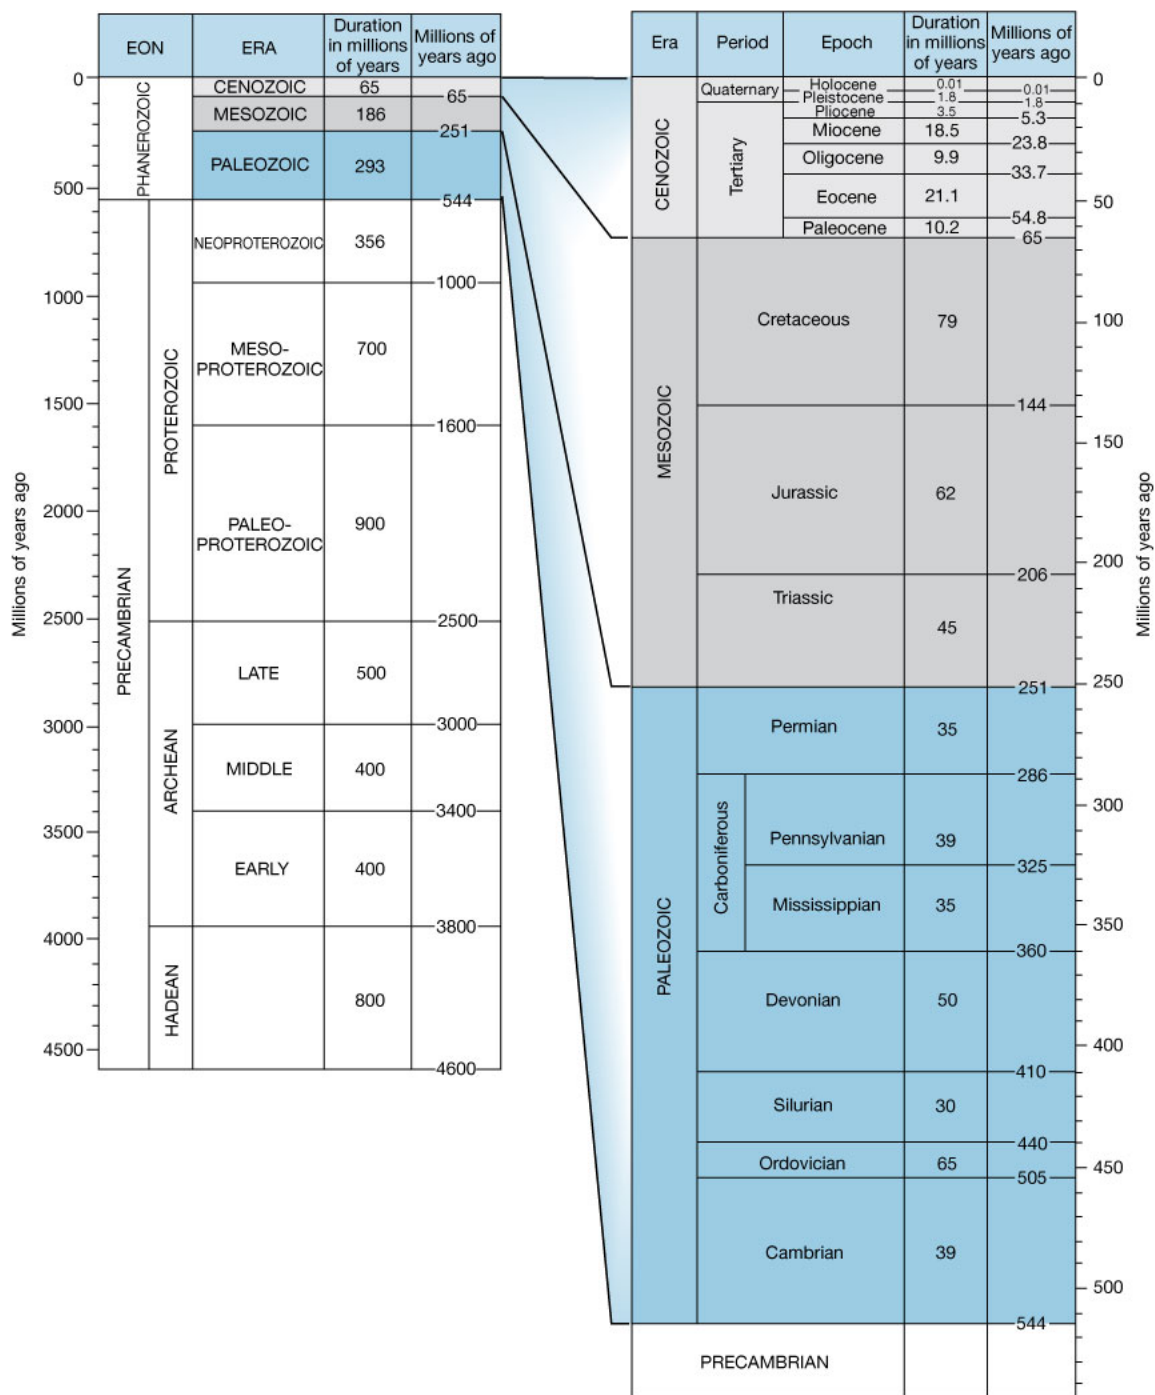 EON ERA Duration in millions of years Millions of years ago
0
PHANEROZOIC
CENOZOIC 65
65
MESOZOIC 186
251
PALEOZOIC 293
500
544
PRECAMBRIAN
PROTEROZOIC
NEOPROTEROZOIC 356
1000
1000
MESO-
PROTEROZOIC
700
1500
1600
2000
PALEO-
PROTEROZOIC
900
2500
2500
ARCHEAN
LATE 500
3000
3000
MIDDLE 400
3400
3500
EARLY 400
3800
4000
HADEAN
800
4500
4600
Millions of years ago
Era Period Epoch Duration in millions of years Millions of years ago
0
CENOZOIC
Quaternary
Holocene 0.01
0.01
Pleistocene 1.8
1.8
Tertiary
Pliocene 3.5
5.3
Miocene 18.5
23.8
Oligocene 9.9
33.7
Eocene 21.1
50
54.8
Paleocene 10.2
65
MESOZOIC
Cretaceous 79
100
144
150
Jurassic 62
200
206
Triassic
45
250
251
PALEOZOIC
Permian 35
286
300
Carboniferous
Pennsylvanian 39
325
Mississippian 35
350
360
Devonian 50
400
410
Silurian 30
440
450
Ordovician 65
505
Cambrian 39
500
544
PRECAMBRIAN
Millions of years ago